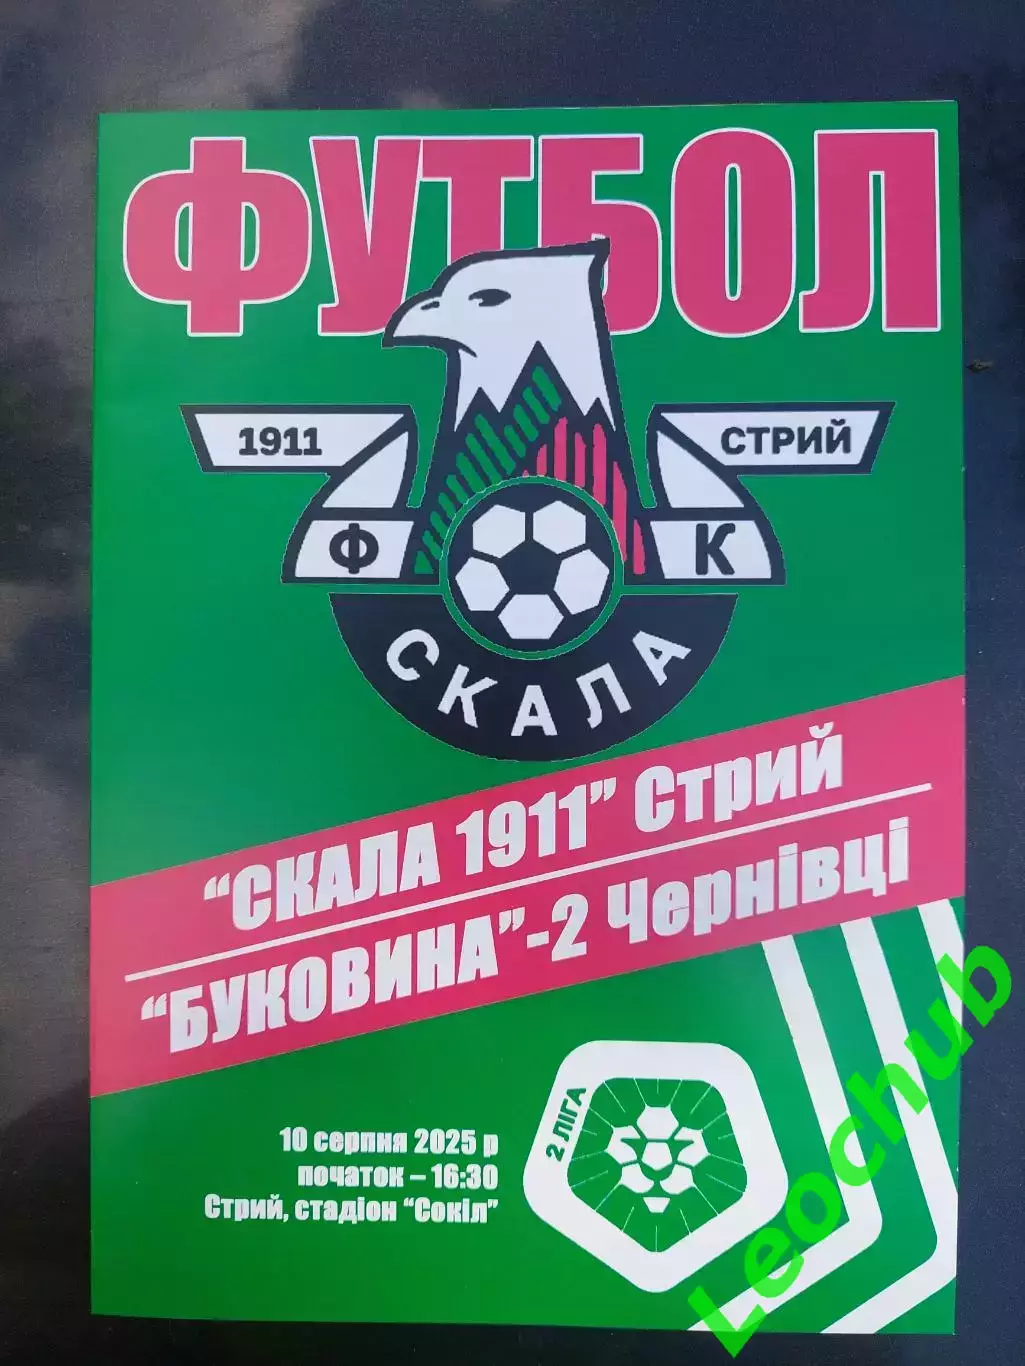 ФУТБОЛ
1911
СТРИЙ
Ф
К
СКАЛА
“СКАЛА 1911” Стрий
“БУКОВИНА”-2 Чернівці
10 серпня 2025 р
початок – 16:30
Стрий, стадіон “Сокіл”
2 ЛІГА
Leochub